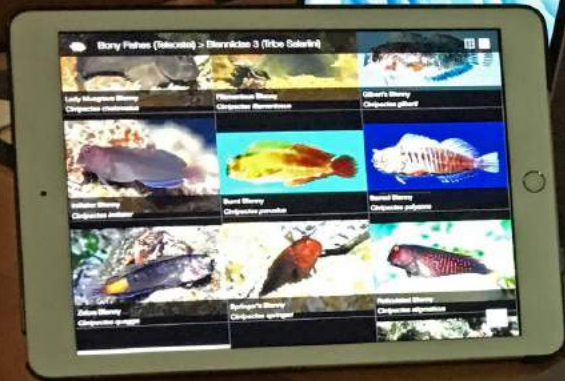 Bony Fishes (Teleostei) > Blenniidae 3 (Tribe Salariini)
Lady Musgrave Blenny
Cirripectes chelomatus
Filamentous Blenny
Cirripectes filamentosus
Gilbert's Blenny
Cirripectes gilberti
Imitator Blenny
Cirripectes imitator
Burnt Blenny
Cirripectes perustus
Barred Blenny
Cirripectes polyzona
Zebra Blenny
Cirripectes quagga
Springer's Blenny
Cirripectes springeri
Reticulated Blenny
Cirripectes stigmaticus